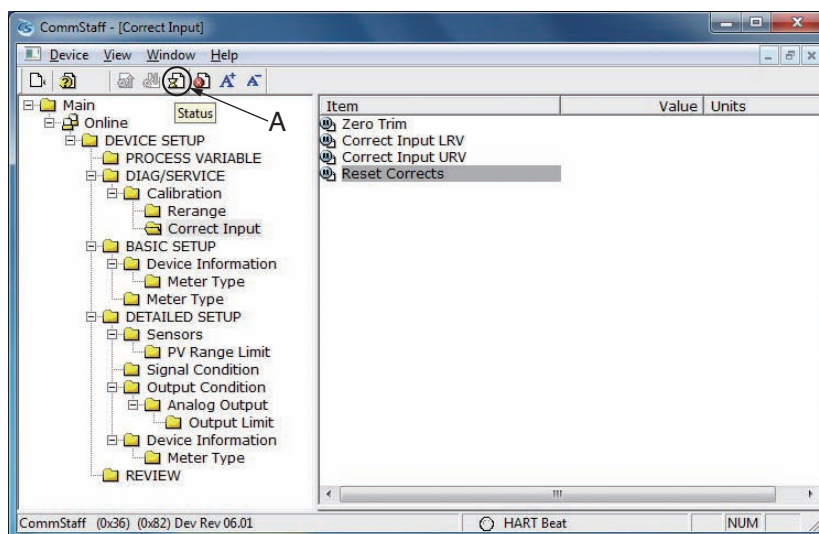 CommStaff - [Correct Input]
Device View Window Help
Status
A
Main
Online
DEVICE SETUP
PROCESS VARIABLE
DIAG/SERVICE
Calibration
Rerange
Correct Input
BASIC SETUP
Device Information
Meter Type
Meter Type
DETAILED SETUP
Sensors
PV Range Limit
Signal Condition
Output Condition
Analog Output
Output Limit
Device Information
Meter Type
REVIEW
Item Value Units
Zero Trim
Correct Input LRV
Correct Input URV
Reset Corrects
CommStaff (0x36) (0x82) Dev Rev 06.01 HART Beat NUM